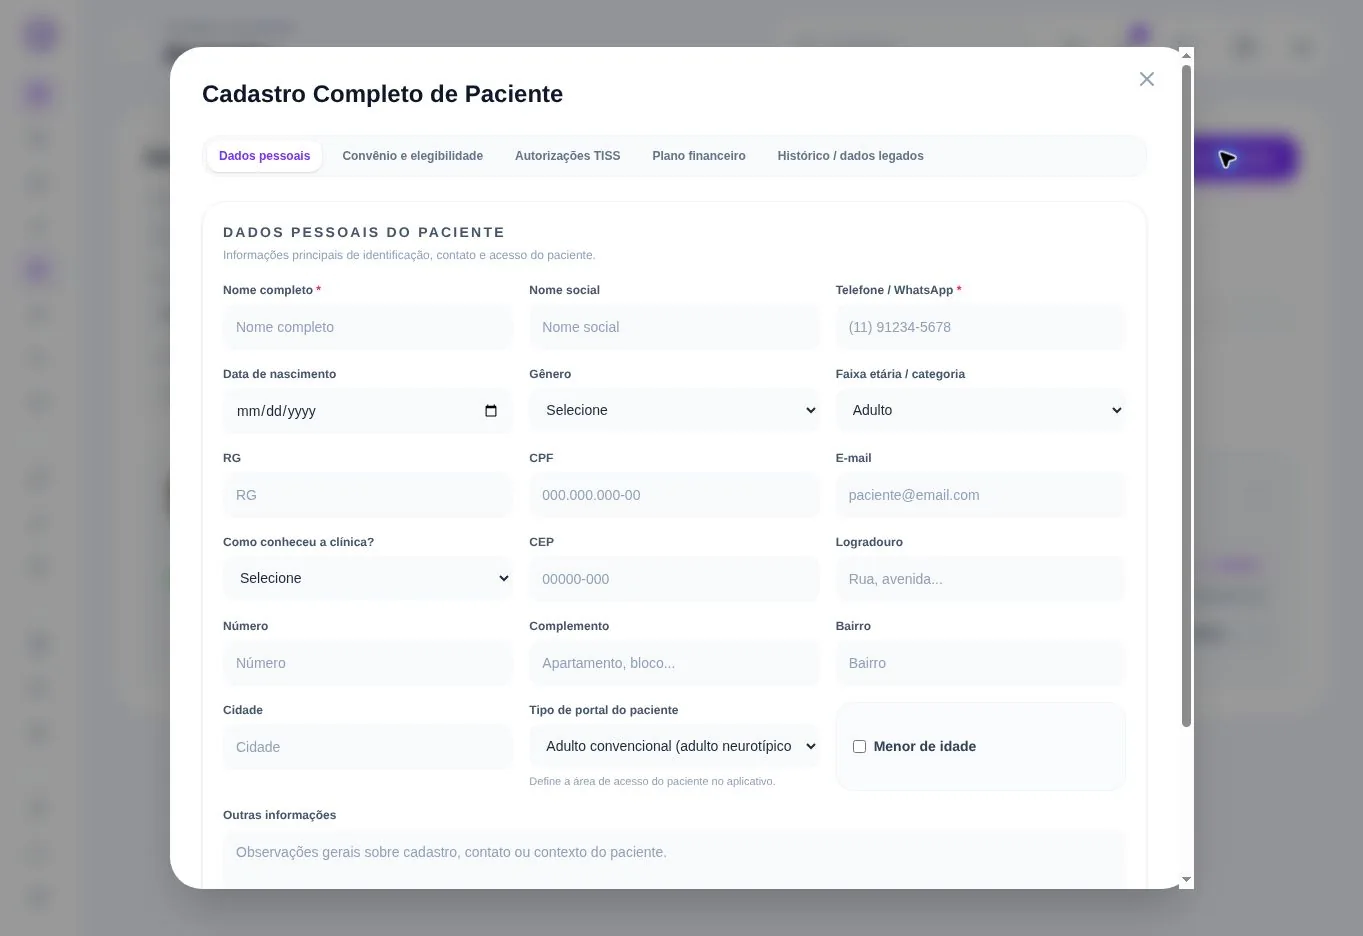 Cadastro Completo de Paciente
Dados pessoais Convênio e elegibilidade Autorizações TISS Plano financeiro Histórico / dados legados
DADOS PESSOAIS DO PACIENTE
Informações principais de identificação, contato e acesso do paciente.
Nome completo * Nome social Telefone / WhatsApp *
Nome completo Nome social (11) 91234-5678
Data de nascimento Gênero Faixa etária / categoria
mm/dd/yyyy Selecione Adulto
RG CPF E-mail
RG 000.000.000-00 paciente@email.com
Como conheceu a clínica? CEP Logradouro
Selecione 00000-000 Rua, avenida...
Número Complemento Bairro
Número Apartamento, bloco... Bairro
Cidade Tipo de portal do paciente
Cidade Adulto convencional (adulto neurotípico Menor de idade
Define a área de acesso do paciente no aplicativo.
Outras informações
Observações gerais sobre cadastro, contato ou contexto do paciente.